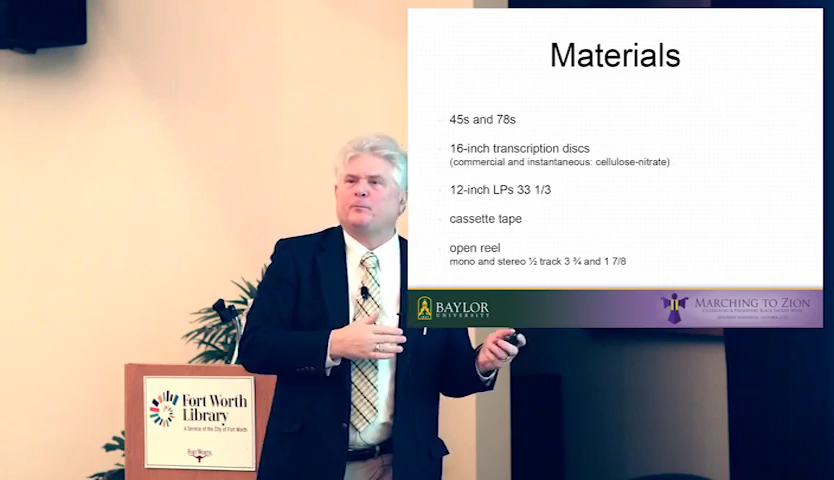 Materials
45s and 78s
16-inch transcription discs
(commercial and instantaneous: cellulose-nitrate)
12-inch LPs 33 1/3
cassette tape
open reel
mono and stereo ½ track 3 ¾ and 1 7/8
BAYLOR
UNIVERSITY
MARCHING TO ZION
Fort Worth
Library
A Service of the City of Fort Worth
FORT WORTH